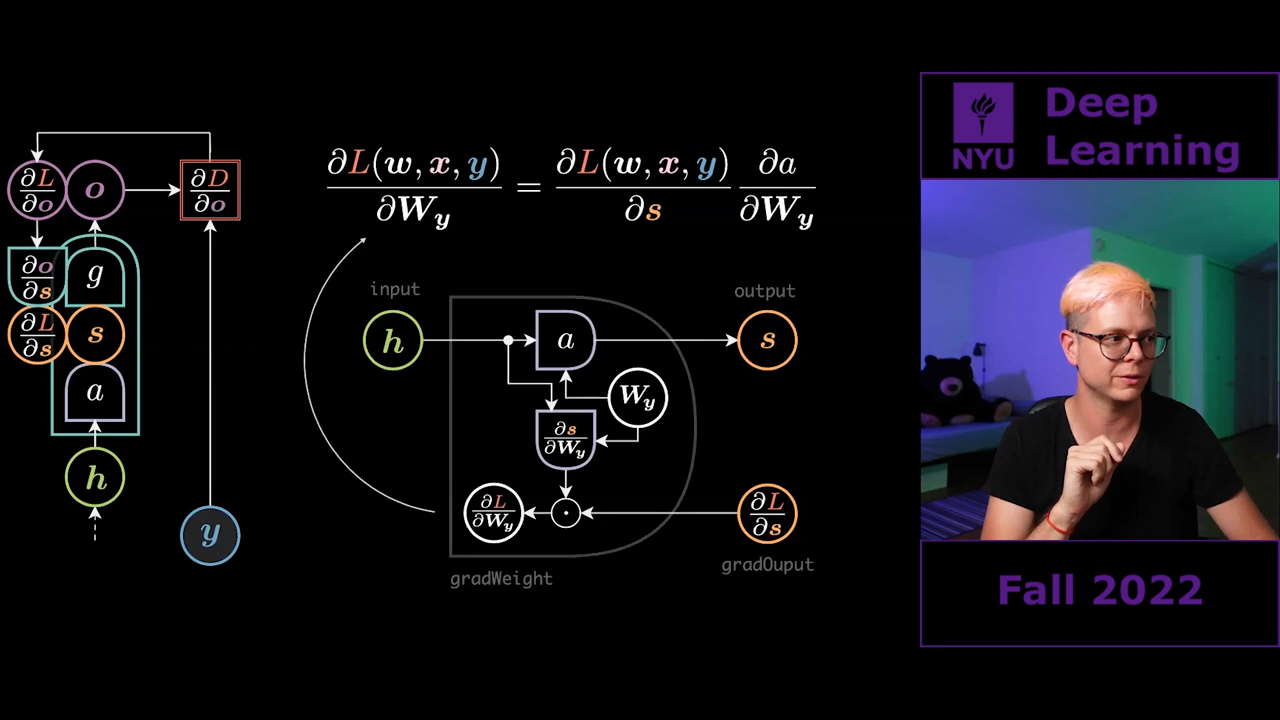 ∂L/∂o o ∂D/∂o
∂o/∂s g
∂L/∂s s
a
h
y
∂L(w, x, y)/∂W_y = ∂L(w, x, y)/∂s ∂a/∂W_y
input
output
h a s
W_y
∂s/∂W_y
∂L/∂W_y · ∂L/∂s
gradWeight
gradOuput
NYU
Deep
Learning
Fall 2022